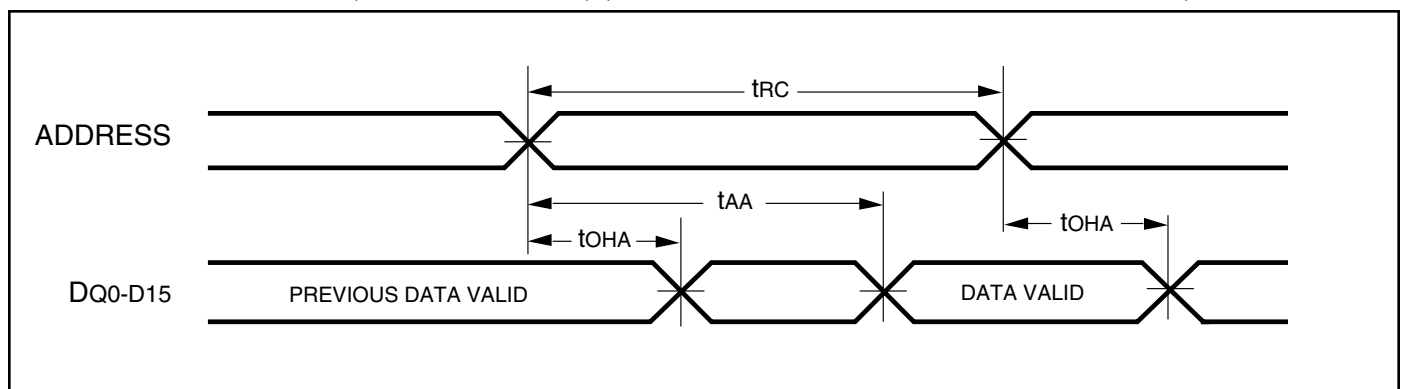 tRC
ADDRESS
tAA
tOHA
tOHA
DQ0-D15
PREVIOUS DATA VALID
DATA VALID